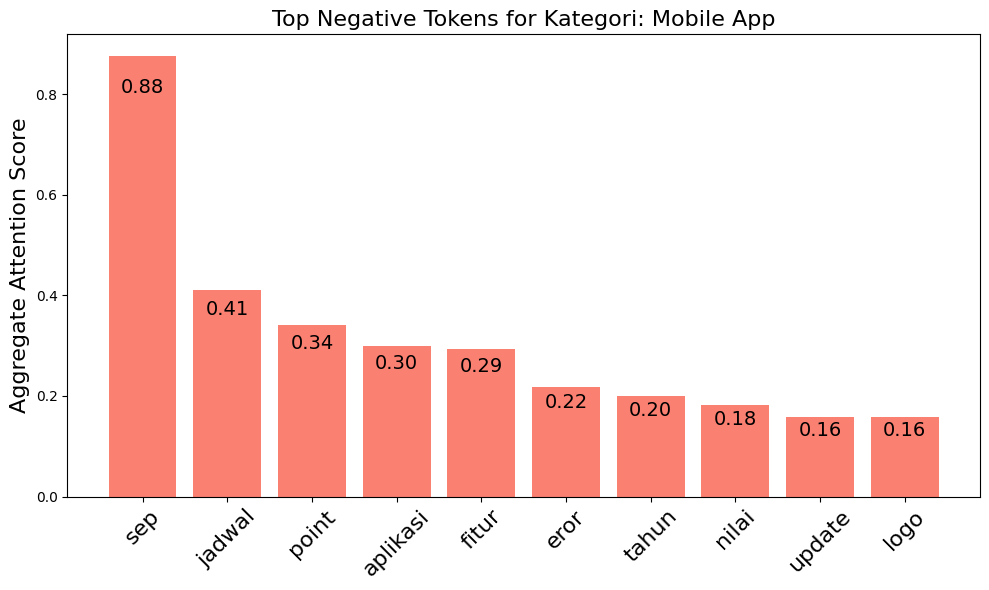 Top Negative Tokens for Kategori: Mobile App
Aggregate Attention Score
0.8
0.6
0.4
0.2
0.0
0.88
0.41
0.34
0.30
0.29
0.22
0.20
0.18
0.16
0.16
sep
jadwal
point
aplikasi
fitur
eror
tahun
nilai
update
logo